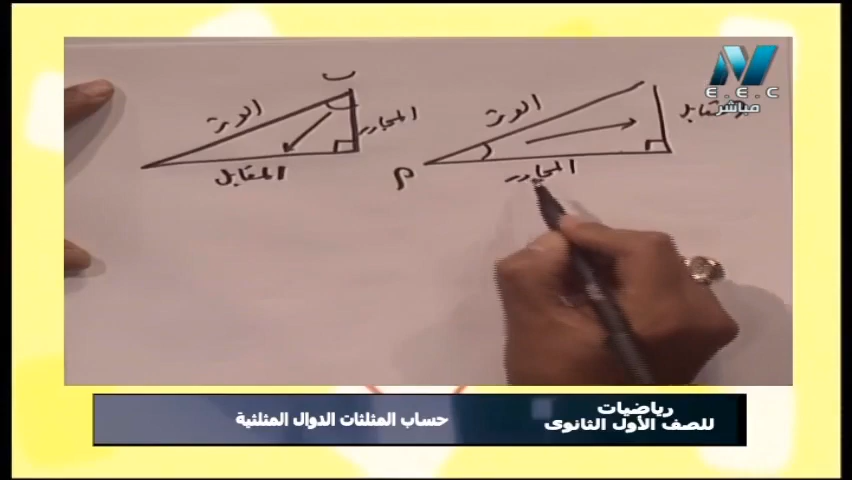 ب
الوتر
المجاور
المقابل
الوتر
المقابل
المجاور
م
E.E.C
مباشر
رياضيات
للصف الأول الثانوى
حساب المثلثات الدوال المثلثية